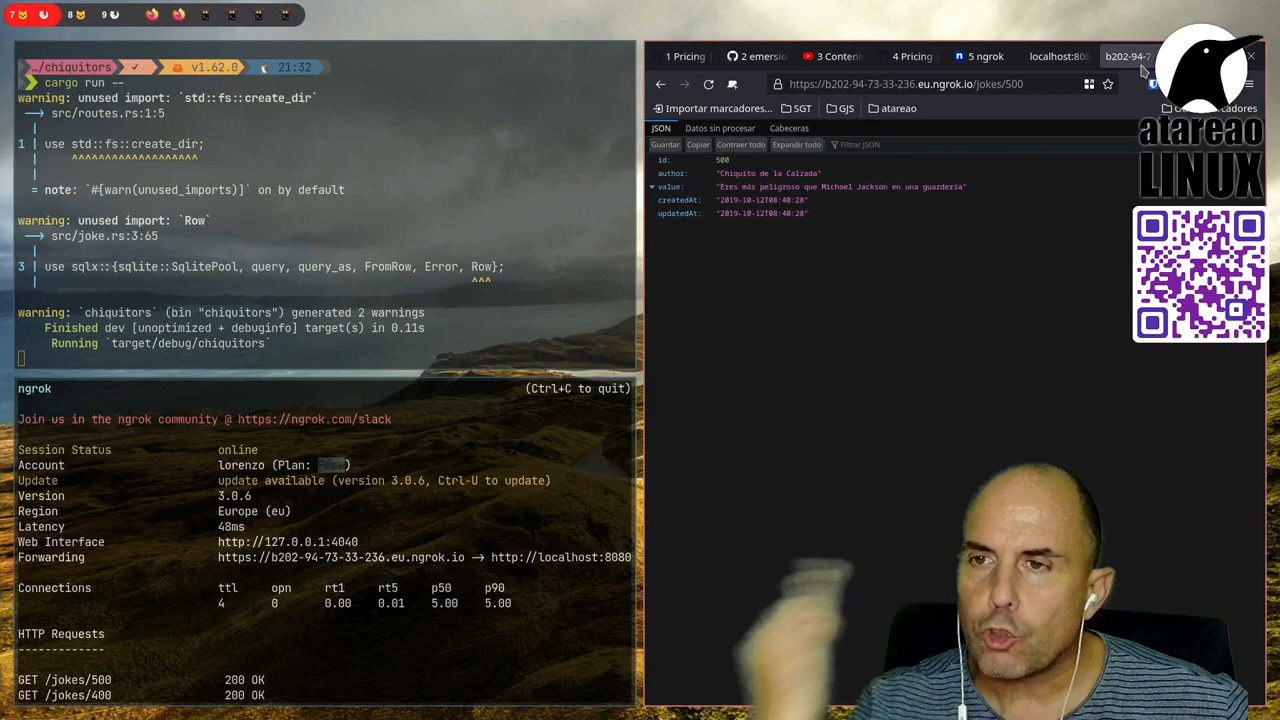 7
8
9
…/chiquitors
✓
v1.62.0
21:32
cargo run --
warning: unused import: `std::fs::create_dir`
--> src/routes.rs:1:5
|
1 | use std::fs::create_dir;
|     ^^^^^^^^^^^^^^^^^^^
|
= note: `#[warn(unused_imports)]` on by default
warning: unused import: `Row`
--> src/joke.rs:3:65
|
3 | use sqlx::{sqlite::SqlitePool, query, query_as, FromRow, Error, Row};
|     ^^^
warning: `chiquitors` (bin "chiquitors") generated 2 warnings
Finished dev [unoptimized + debuginfo] target(s) in 0.11s
Running `target/debug/chiquitors`
ngrok (Ctrl+C to quit)
Join us in the ngrok community @ https://ngrok.com/slack
Session Status online
Account Lorenzo (Plan: Free)
Update update available (version 3.0.6, Ctrl-U to update)
Version 3.0.6
Region Europe (eu)
Latency 48ms
Web Interface http://127.0.0.1:4040
Forwarding https://b202-94-73-33-236.eu.ngrok.io -> http://localhost:8080
Connections ttl opn rt1 rt5 p50 p90
4 0 0.00 0.01 5.00 5.00
HTTP Requests
-------------
GET /jokes/500 200 OK
GET /jokes/400 200 OK
1 Pricing
2 emersio
3 Conteni
4 Pricing
5 ngrok
localhost:808
b202-94-7
https://b202-94-73-33-236.eu.ngrok.io/jokes/500
Importar marcadores…
SGT
GJS
atareao
JSON
Datos sin procesar
Cabeceras
Guardar
Copiar
Contraer todo
Expandir todo
Filtrar JSON
id: 500
author: "Chiquito de la Calzada"
value: "Eres más peligroso que Michael Jackson en una guardería"
createdAt: "2019-10-12T08:40:28"
updatedAt: "2019-10-12T08:40:28"
atareao
LINUX